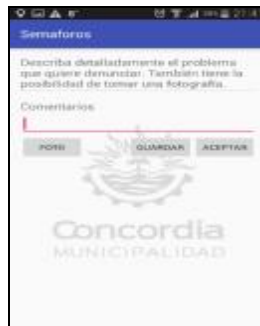 Semaforos
Describa detalladamente el problema
que quiere denunciar. También tiene la
posibilidad de tomar una fotografía.
Comentarios
FOTO GUARDAR ACEPTAR
Concordia
MUNICIPALIDAD